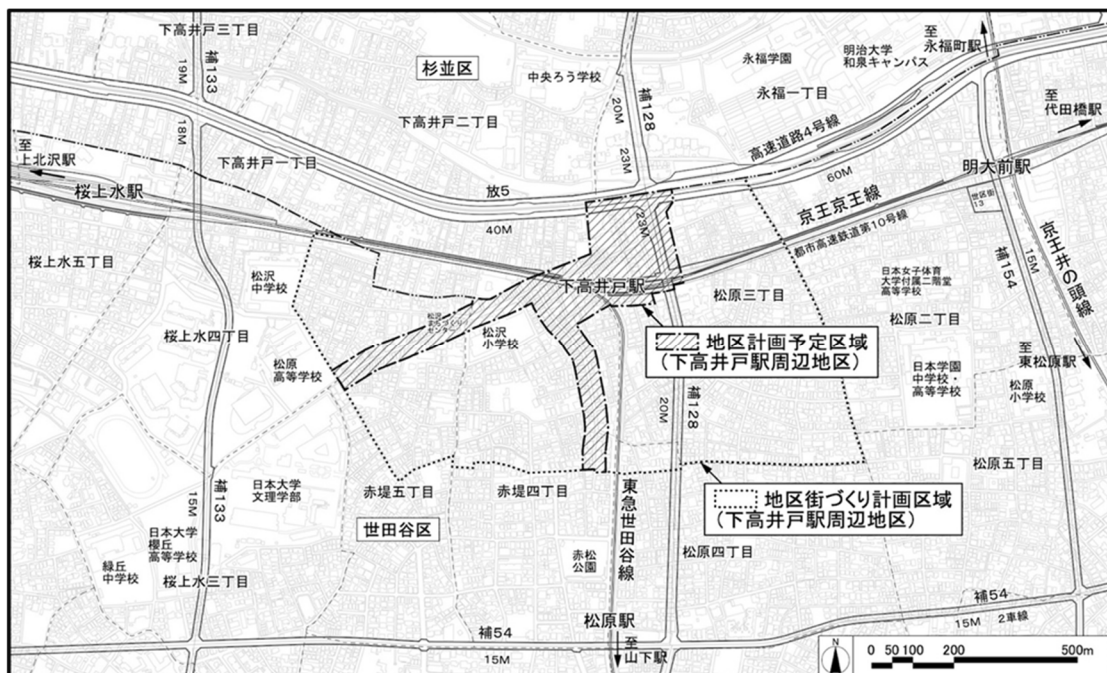 下高井戸三丁目
補133
19M
18M
杉並区
中央ろう学校
20M
補128
23M
永福学園
明治大学
和泉キャンパス
至
永福町駅
永福一丁目
至
代田橋駅
下高井戸二丁目
高速道路4号線
至
上北沢駅
下高井戸一丁目
桜上水駅
放5
40M
60M
明大前駅
京王京王線
都市高速鉄道第10号線
世区街
13
23M
下高井戸駅
補154
15M
京王井の頭線
桜上水五丁目
松沢
中学校
松沢
まちづくり
センター
松沢
小学校
松原三丁目
日本女子体育
大学付属二階堂
高等学校
松原二丁目
桜上水四丁目
松原
高等学校
地区計画予定区域
(下高井戸駅周辺地区)
日本学園
中学校・
高等学校
至
東松原駅
松原
小学校
20M
補128
松原五丁目
赤堤五丁目
赤堤四丁目
地区街づくり計画区域
(下高井戸駅周辺地区)
日本大学
文理学部
補133
15M
世田谷区
東急世田谷線
松原四丁目
日本大学
櫻丘
高等学校
緑丘
中学校
桜上水三丁目
赤松
公園
松原駅
至
山下駅
補54
15M
補54
15M
2車線
N
0 50 100 200 500m